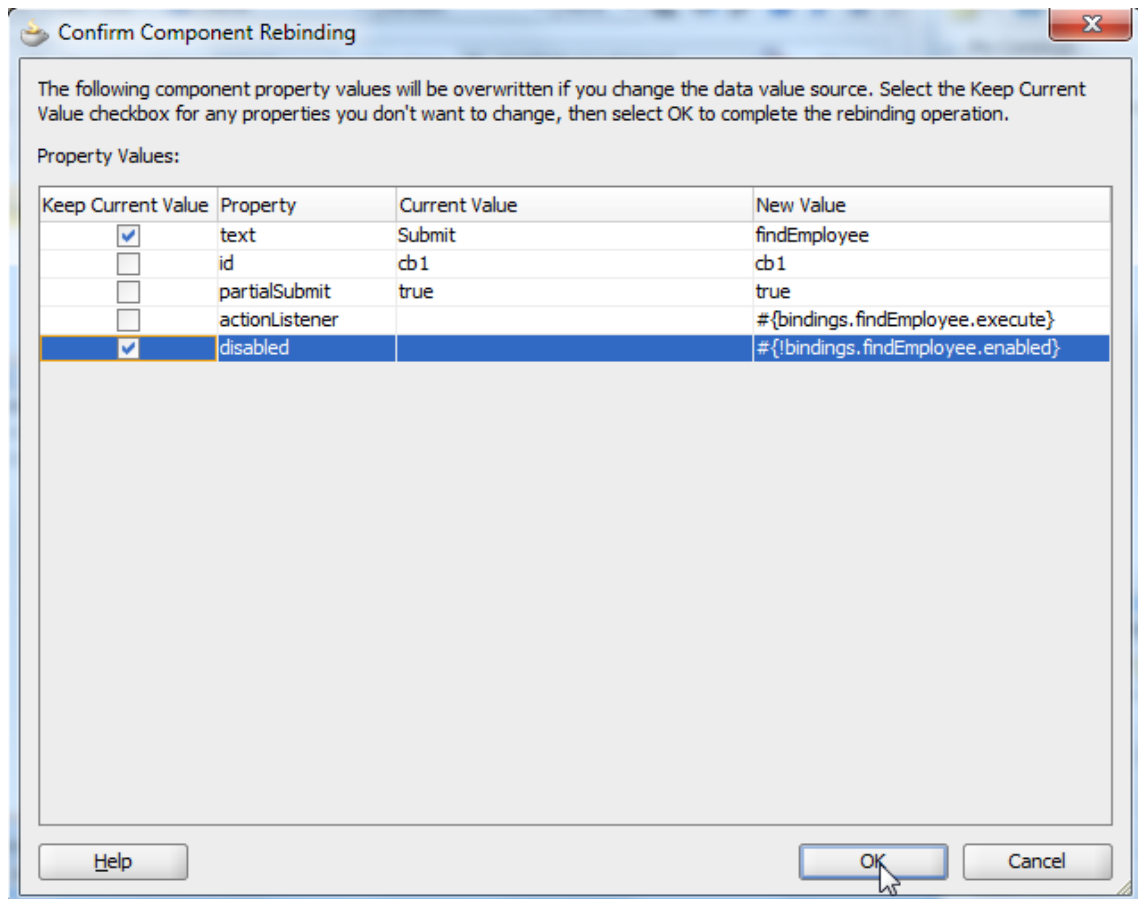 Confirm Component Rebinding
The following component property values will be overwritten if you change the data value source. Select the Keep Current
Value checkbox for any properties you don't want to change, then select OK to complete the rebinding operation.
Property Values:
Keep Current Value Property Current Value New Value
text Submit findEmployee
id cb1 cb1
partialSubmit true true
actionListener #{bindings.findEmployee.execute}
disabled #{!bindings.findEmployee.enabled}
Help OK Cancel